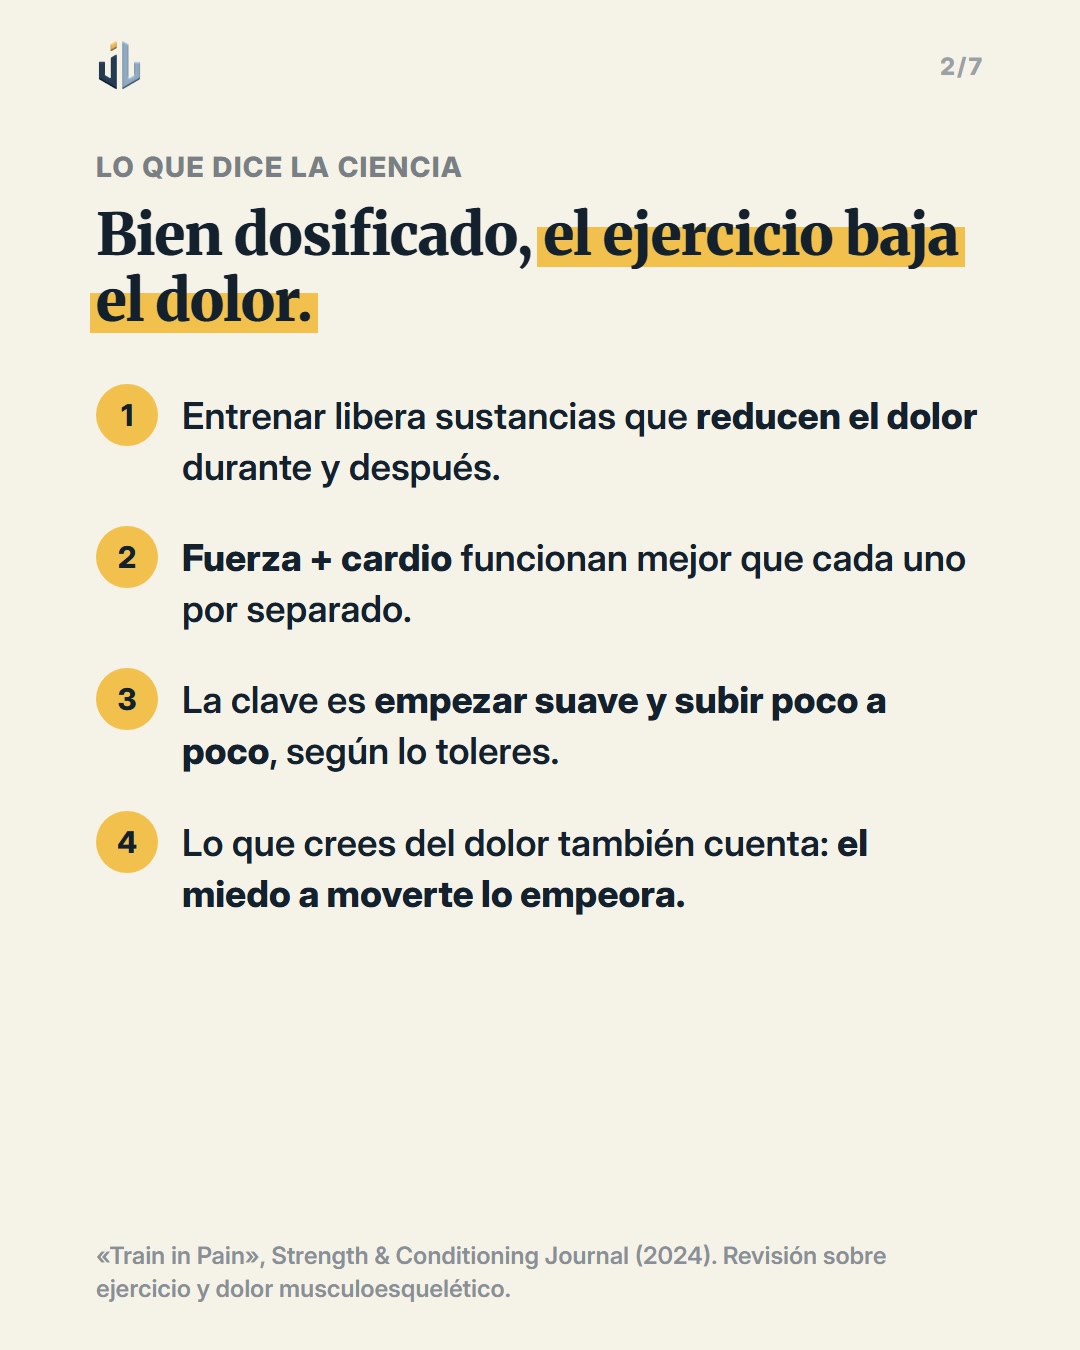 2/7
LO QUE DICE LA CIENCIA
Bien dosificado, el ejercicio baja
el dolor.
1 Entrenar libera sustancias que reducen el dolor
durante y después.
2 Fuerza + cardio funcionan mejor que cada uno
por separado.
3 La clave es empezar suave y subir poco a
poco, según lo toleres.
4 Lo que crees del dolor también cuenta: el
miedo a moverte lo empeora.
«Train in Pain», Strength & Conditioning Journal (2024). Revisión sobre
ejercicio y dolor musculoesquelético.